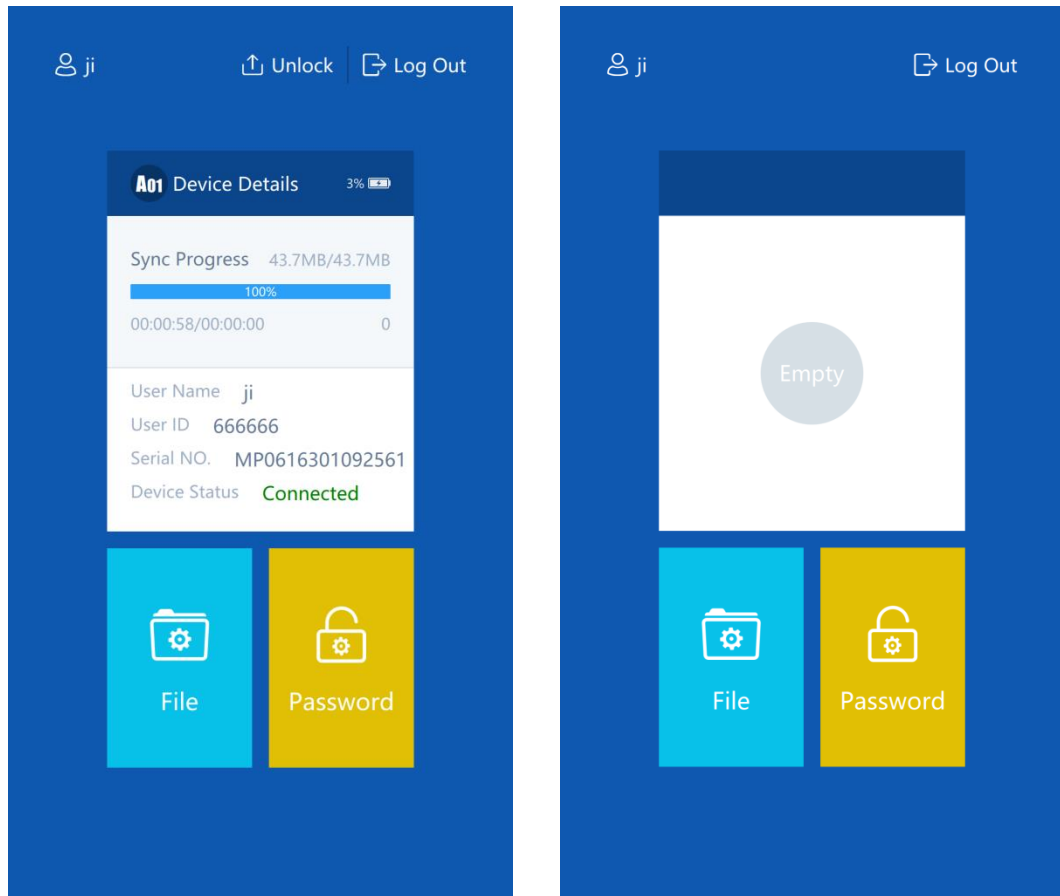 ji
Unlock
Log Out
A01 Device Details 3%
Sync Progress 43.7MB/43.7MB
100%
00:00:58/00:00:00 0
User Name ji
User ID 666666
Serial NO. MP0616301092561
Device Status Connected
File
Password
ji
Log Out
Empty
File
Password